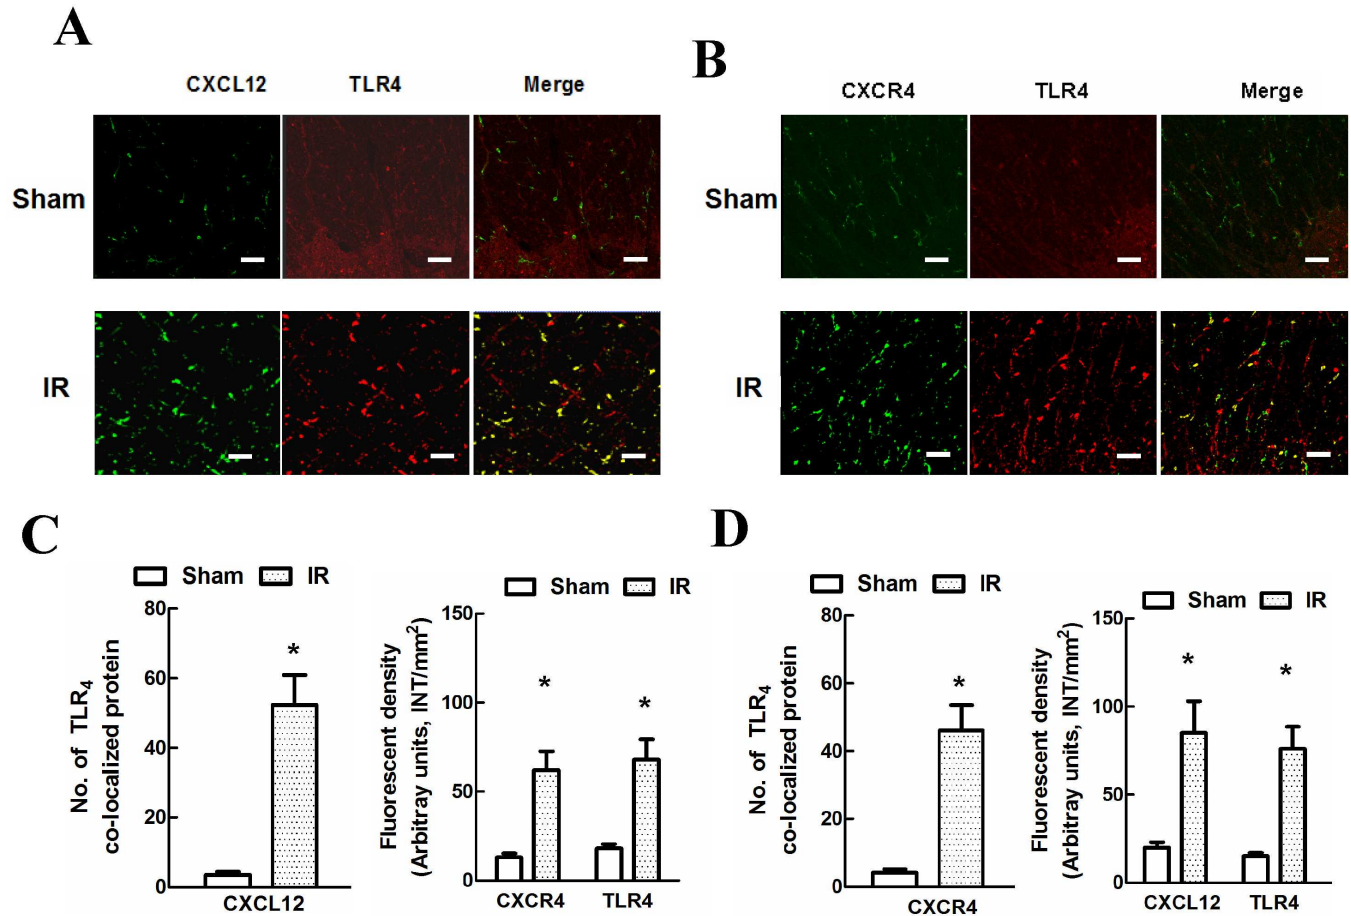 A
CXCL12 TLR4 Merge
Sham
IR
B
CXCR4 TLR4 Merge
Sham
IR
C
Sham IR
80
60
40
20
0
No. of TLR4
co-localized protein
*
CXCL12
Sham IR
150
100
50
0
Fluorescent density
(Arbitray units, INT/mm2)
*
*
CXCR4 TLR4
D
Sham IR
80
60
40
20
0
No. of TLR4
co-localized protein
*
CXCR4
Sham IR
150
100
50
0
Fluorescent density
(Arbitray units, INT/mm2)
*
*
CXCL12 TLR4